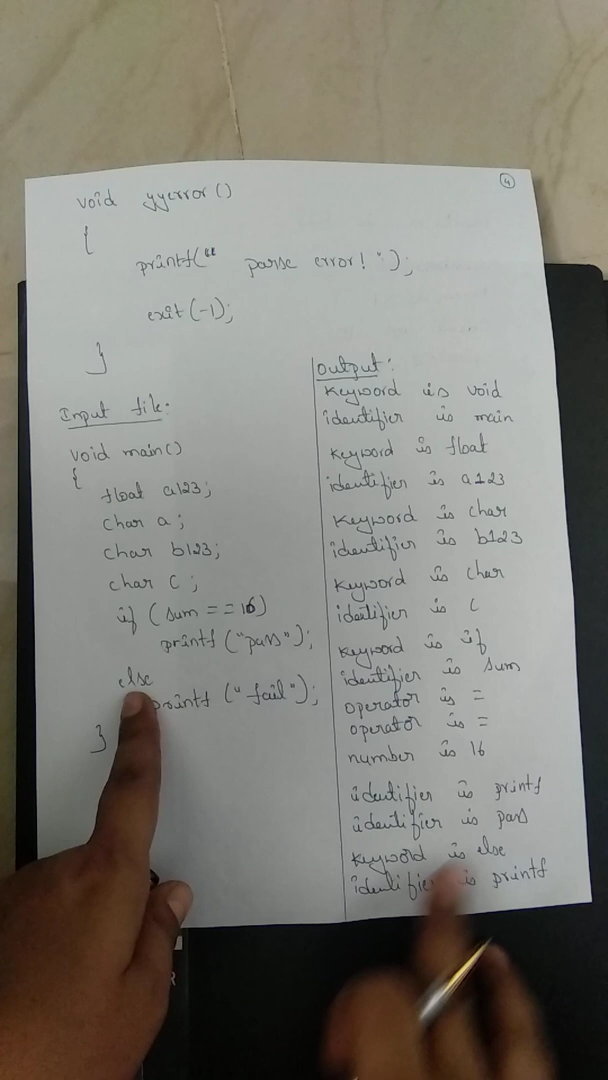 4
void yyerror()
{
printf(" parse error! ");
exit(-1);
}
Input file:
void main()
{
float a123;
char a;
char b123;
char c;
if (sum == 16)
printf ("pass");
else
printf ("fail");
}
Output:
Keyword is void
identifier is main
Keyword is float
identifier is a123
Keyword is char
identifier is b123
Keyword is char
identifier is c
Keyword is if
identifier is sum
operator is =
operator is =
number is 16
identifier is printf
identifier is pass
Keyword is else
identifier is printf